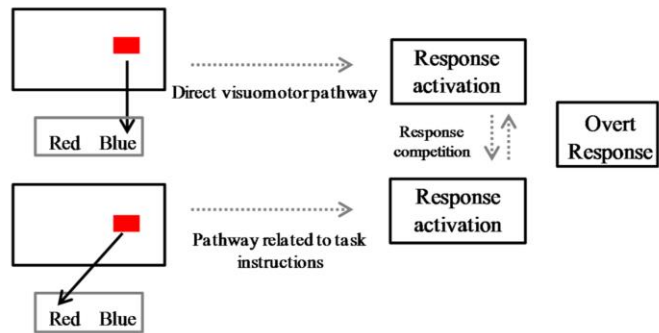 Response
activation
Direct visuomotor pathway
Red Blue
Response
competition
Overt
Response
Response
activation
Pathway related to task
instructions
Red Blue